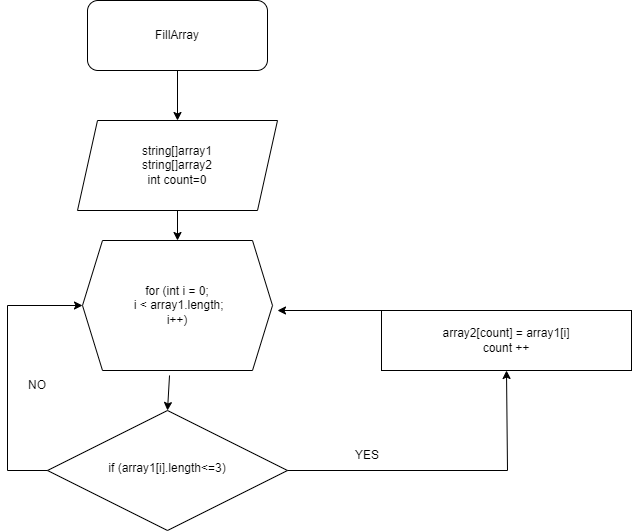 FillArray
string[]array1
string[]array2
int count=0
for (int i = 0;
i < array1.length;
i++)
array2[count] = array1[i]
count ++
NO
if (array1[i].length<=3)
YES